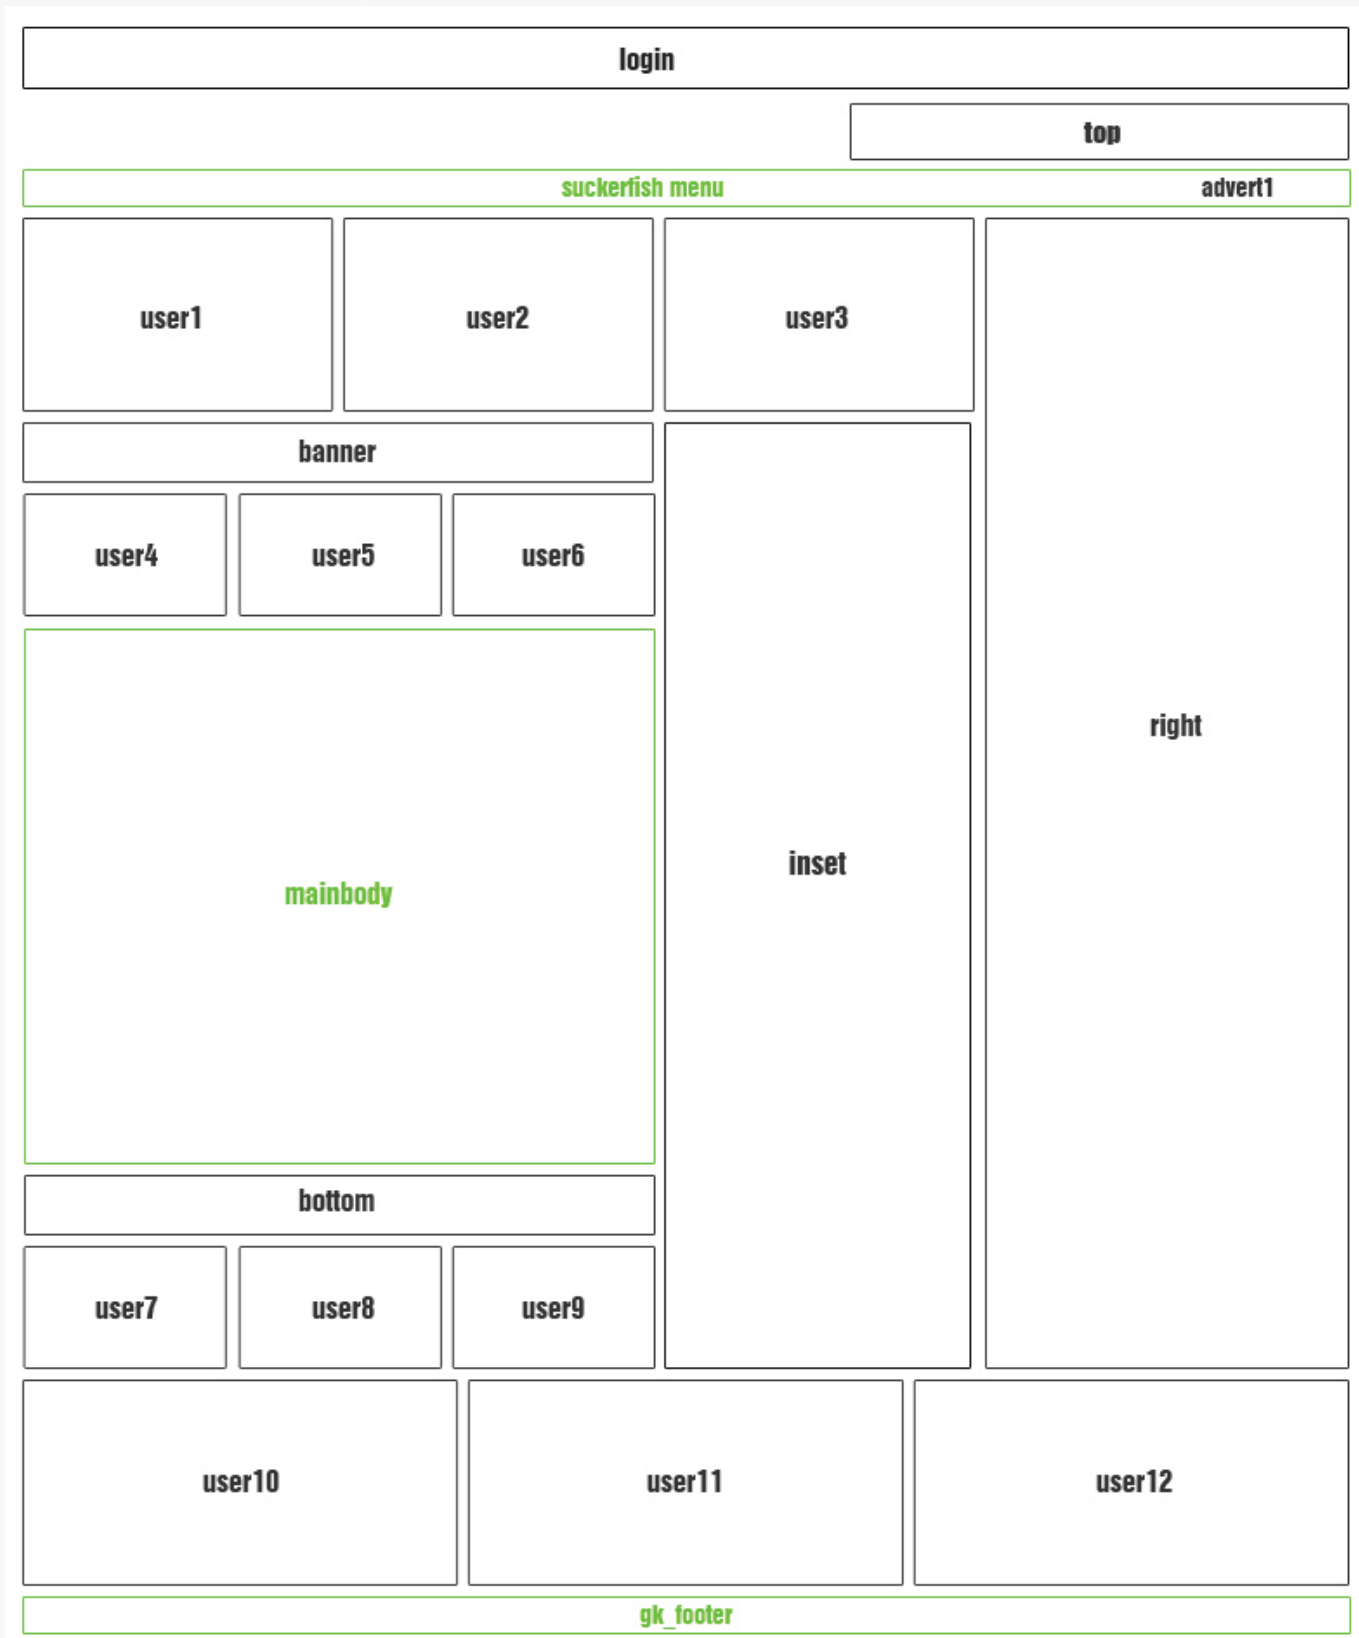 login
top
suckerfish menu advert1
user1 user2 user3
banner
user4 user5 user6
right
inset
mainbody
bottom
user7 user8 user9
user10 user11 user12
gk_footer